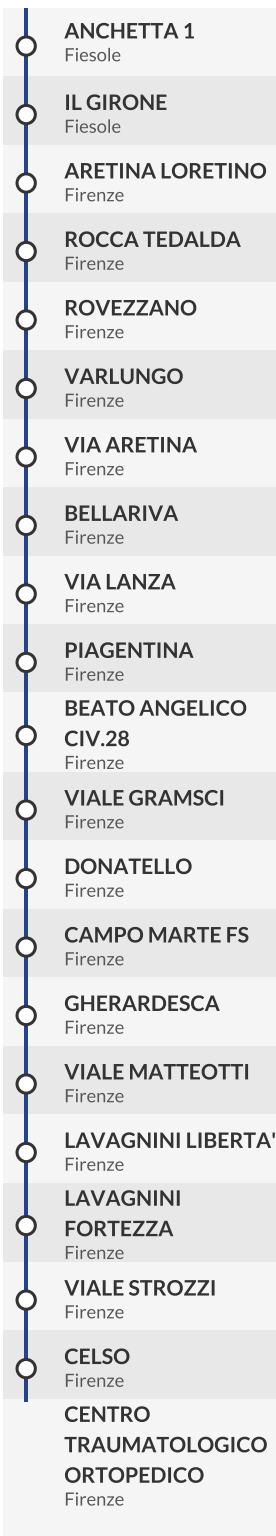 ANCHETTA 1
Fiesole
IL GIRONE
Fiesole
ARETINA LORETINO
Firenze
ROCCA TEDALDA
Firenze
ROVEZZANO
Firenze
VARLUNGO
Firenze
VIA ARETINA
Firenze
BELLARIVA
Firenze
VIA LANZA
Firenze
PIAGENTINA
Firenze
BEATO ANGELICO
CIV.28
Firenze
VIALE GRAMSCI
Firenze
DONATELLO
Firenze
CAMPO MARTE FS
Firenze
GHERARDESCA
Firenze
VIALE MATTEOTTI
Firenze
LAVAGNINI LIBERTA'
Firenze
LAVAGNINI
FORTEZZA
Firenze
VIALE STROZZI
Firenze
CELSO
Firenze
CENTRO
TRAUMATOLOGICO
ORTOPEDICO
Firenze